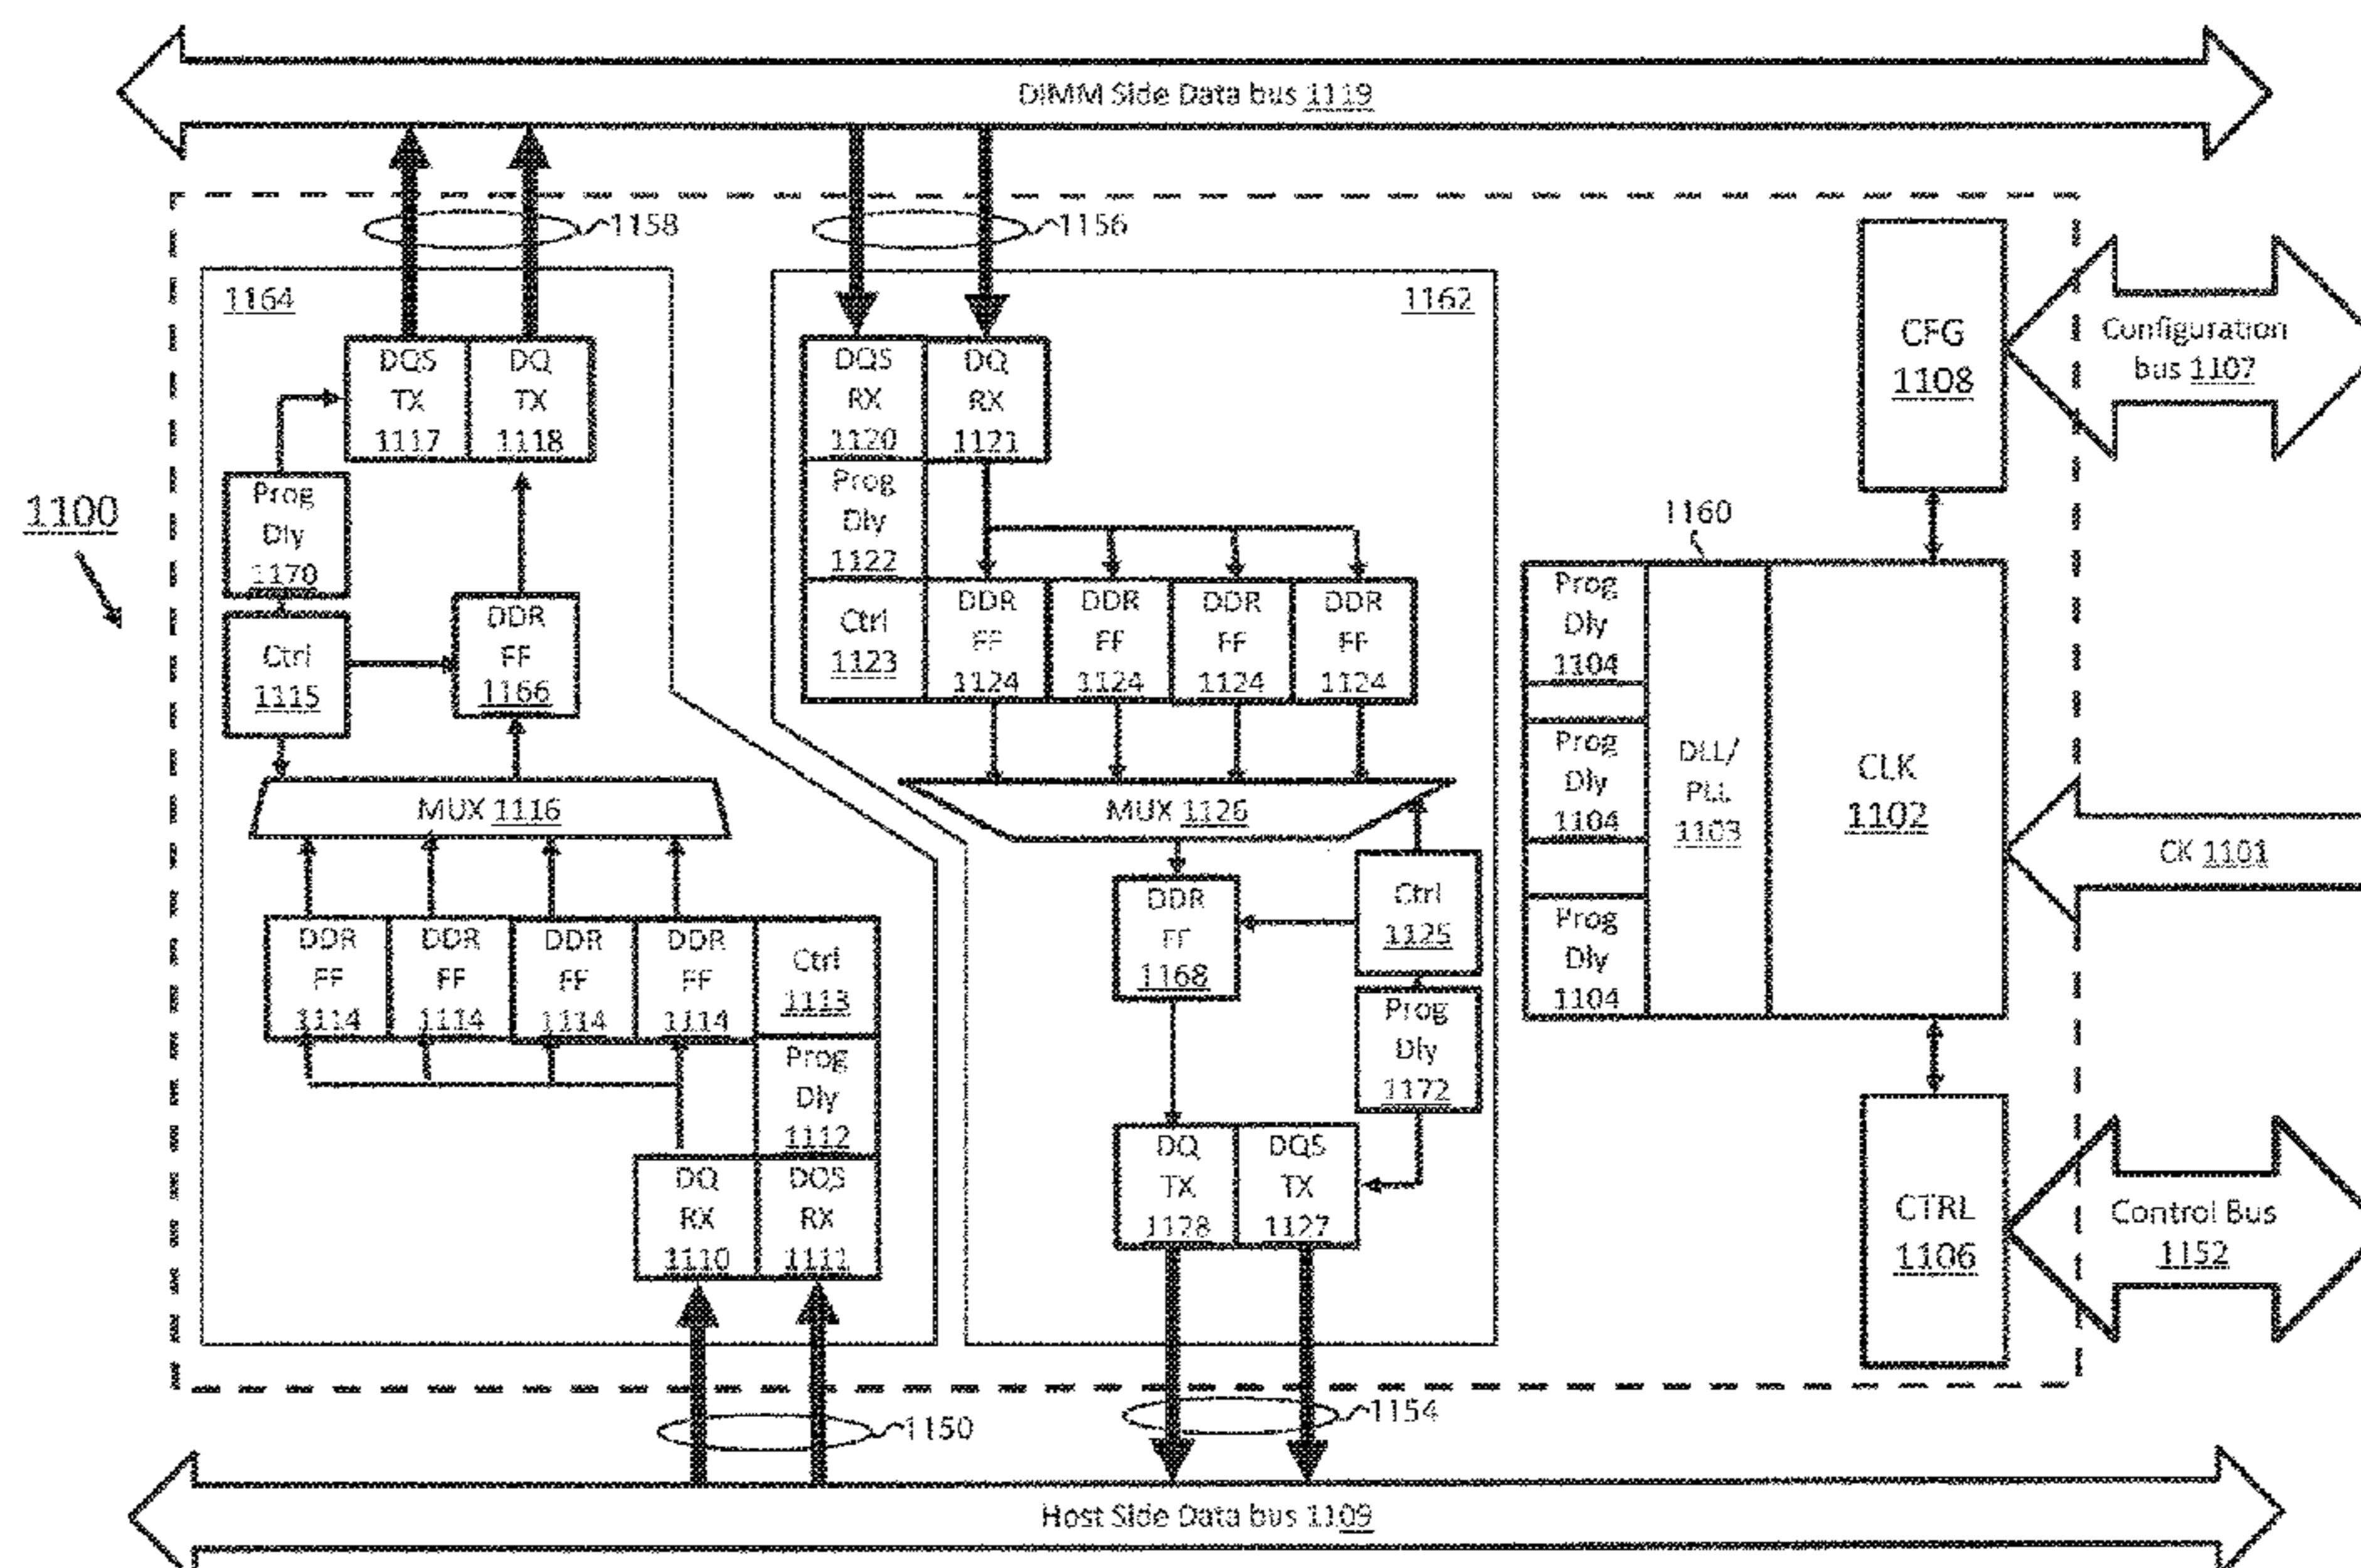 DIMM Side Data bus 1119
1158
1156
1164
DQS
TX
1117
DQ
TX
1118
Prog
Dly
1170
Ctrl
1115
DDR
FF
1166
MUX 1116
DDR
FF
1114
DDR
FF
1114
DDR
FF
1114
DDR
FF
1114
Ctrl
1113
Prog
Dly
1112
DQ
RX
1110
DQS
RX
1111
1150
1162
DQS
RX
1120
DQ
RX
1121
Prog
Dly
1122
Ctrl
1123
DDR
FF
1124
DDR
FF
1124
DDR
FF
1124
DDR
FF
1124
MUX 1126
DDR
FF
1168
Ctrl
1125
Prog
Dly
1172
DQ
TX
1128
DQS
TX
1127
1154
1160
Prog
Dly
1104
Prog
Dly
1104
Prog
Dly
1104
DLL/
PLL
1103
CLK
1102
CFG
1108
Configuration
bus 1107
CK 1101
CTRL
1106
Control Bus
1152
1100
Host Side Data bus 1109